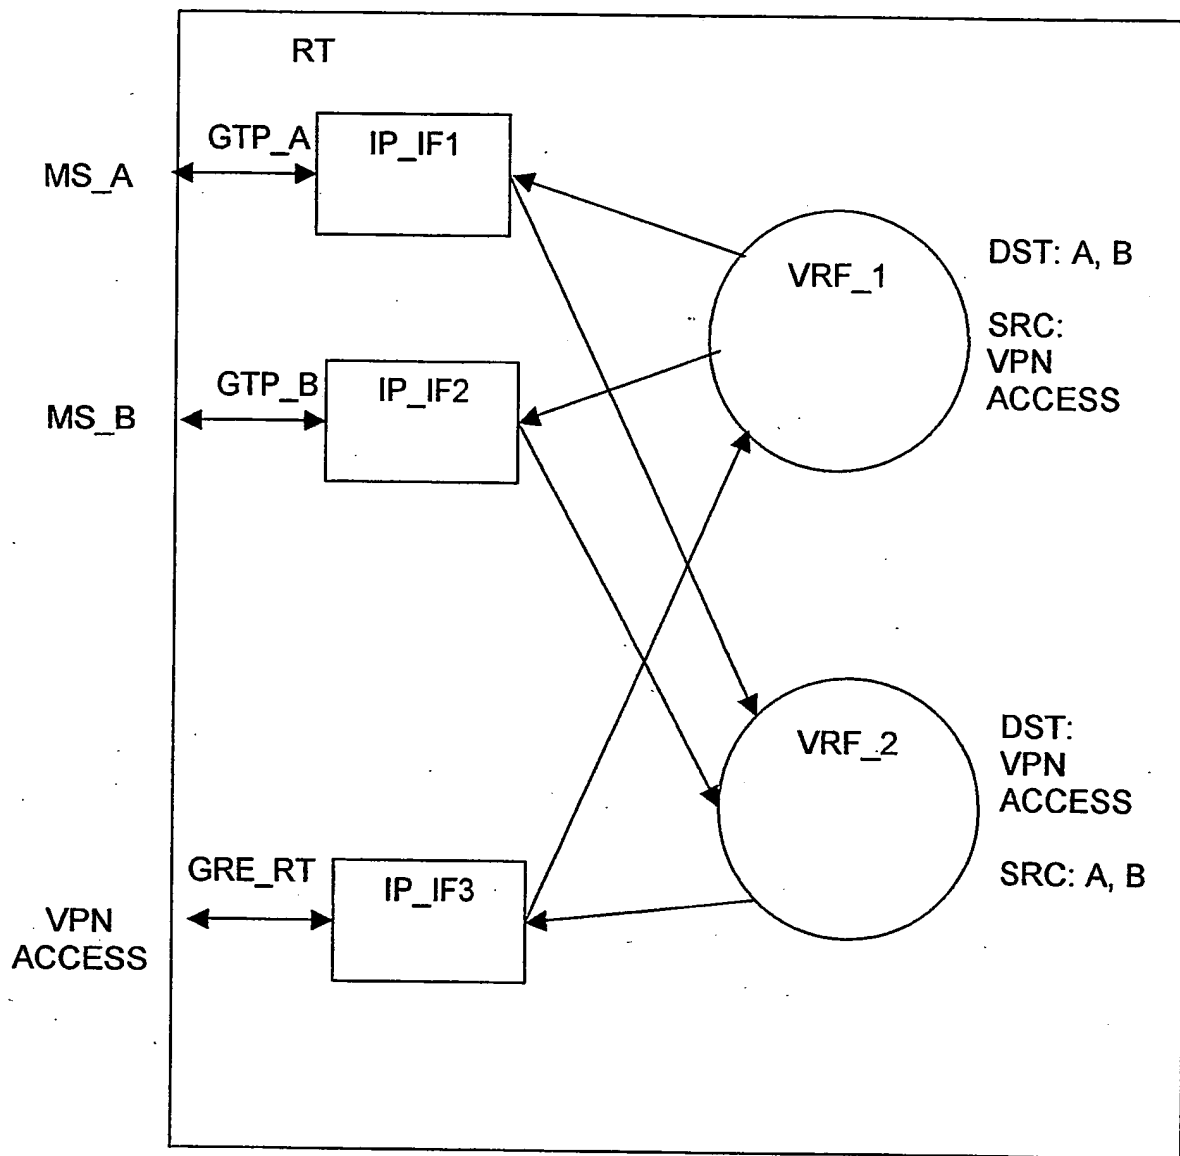 RT
GTP_A
IP_IF1
MS_A
VRF_1
DST: A, B
SRC:
VPN
ACCESS
GTP_B
IP_IF2
MS_B
VRF_2
DST:
VPN
ACCESS
SRC: A, B
GRE_RT
IP_IF3
VPN
ACCESS